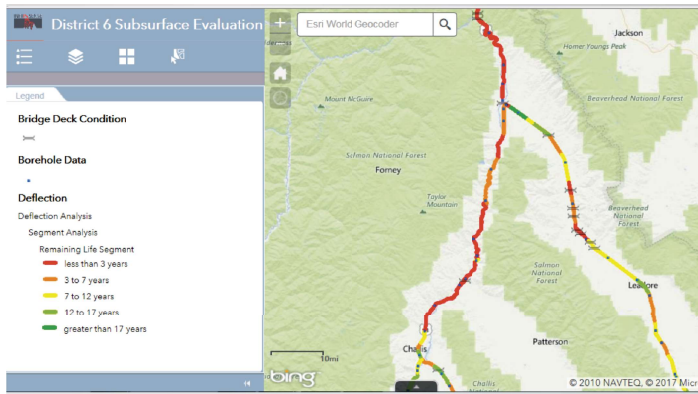 District 6 Subsurface Evaluation
Legend
Bridge Deck Condition
Borehole Data
Deflection
Deflection Analysis
Segment Analysis
Remaining Life Segment
less than 3 years
3 to 7 years
7 to 12 years
12 to 17 years
greater than 17 years
+
Esri World Geocoder
Jackson
Homer Youngs Peak
Mount McGuire
Beaverhead National Forest
Salmon National Forest
Forney
Taylor
Mountain
Beaverhead
National
Forest
Salmon
National
Forest
Leadore
Patterson
Challis
10mi
bing
Challis
National
© 2010 NAVTEQ, © 2017 Micr